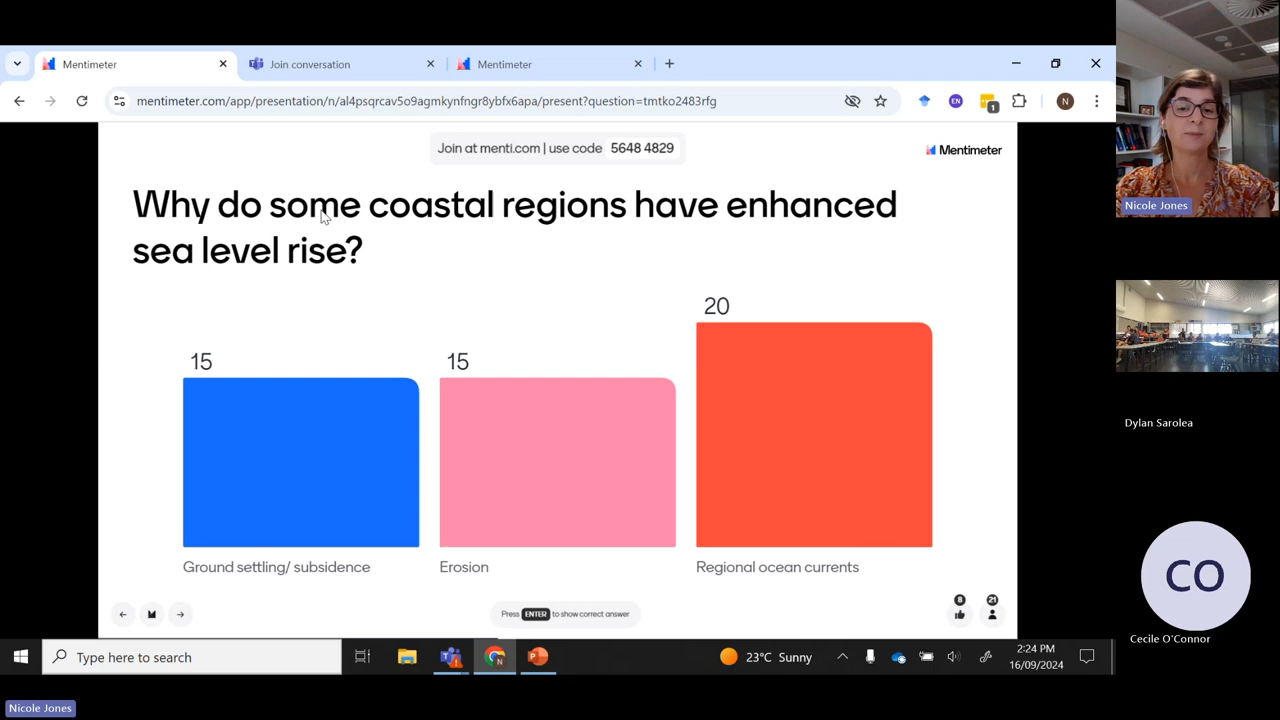 Mentimeter
Join conversation
Mentimeter
mentimeter.com/app/presentation/n/al4psqrcav5o9agmkynfngr8ybfx6apa/present?question=tmtko2483rfg
EN
1
N
Join at menti.com | use code 5648 4829
Mentimeter
Why do some coastal regions have enhanced
sea level rise?
15
15
20
Ground settling/ subsidence
Erosion
Regional ocean currents
Press ENTER to show correct answer
8
21
Type here to search
N
23°C Sunny
2:24 PM
16/09/2024
Nicole Jones
Dylan Sarolea
CO
Cecile O'Connor
Nicole Jones